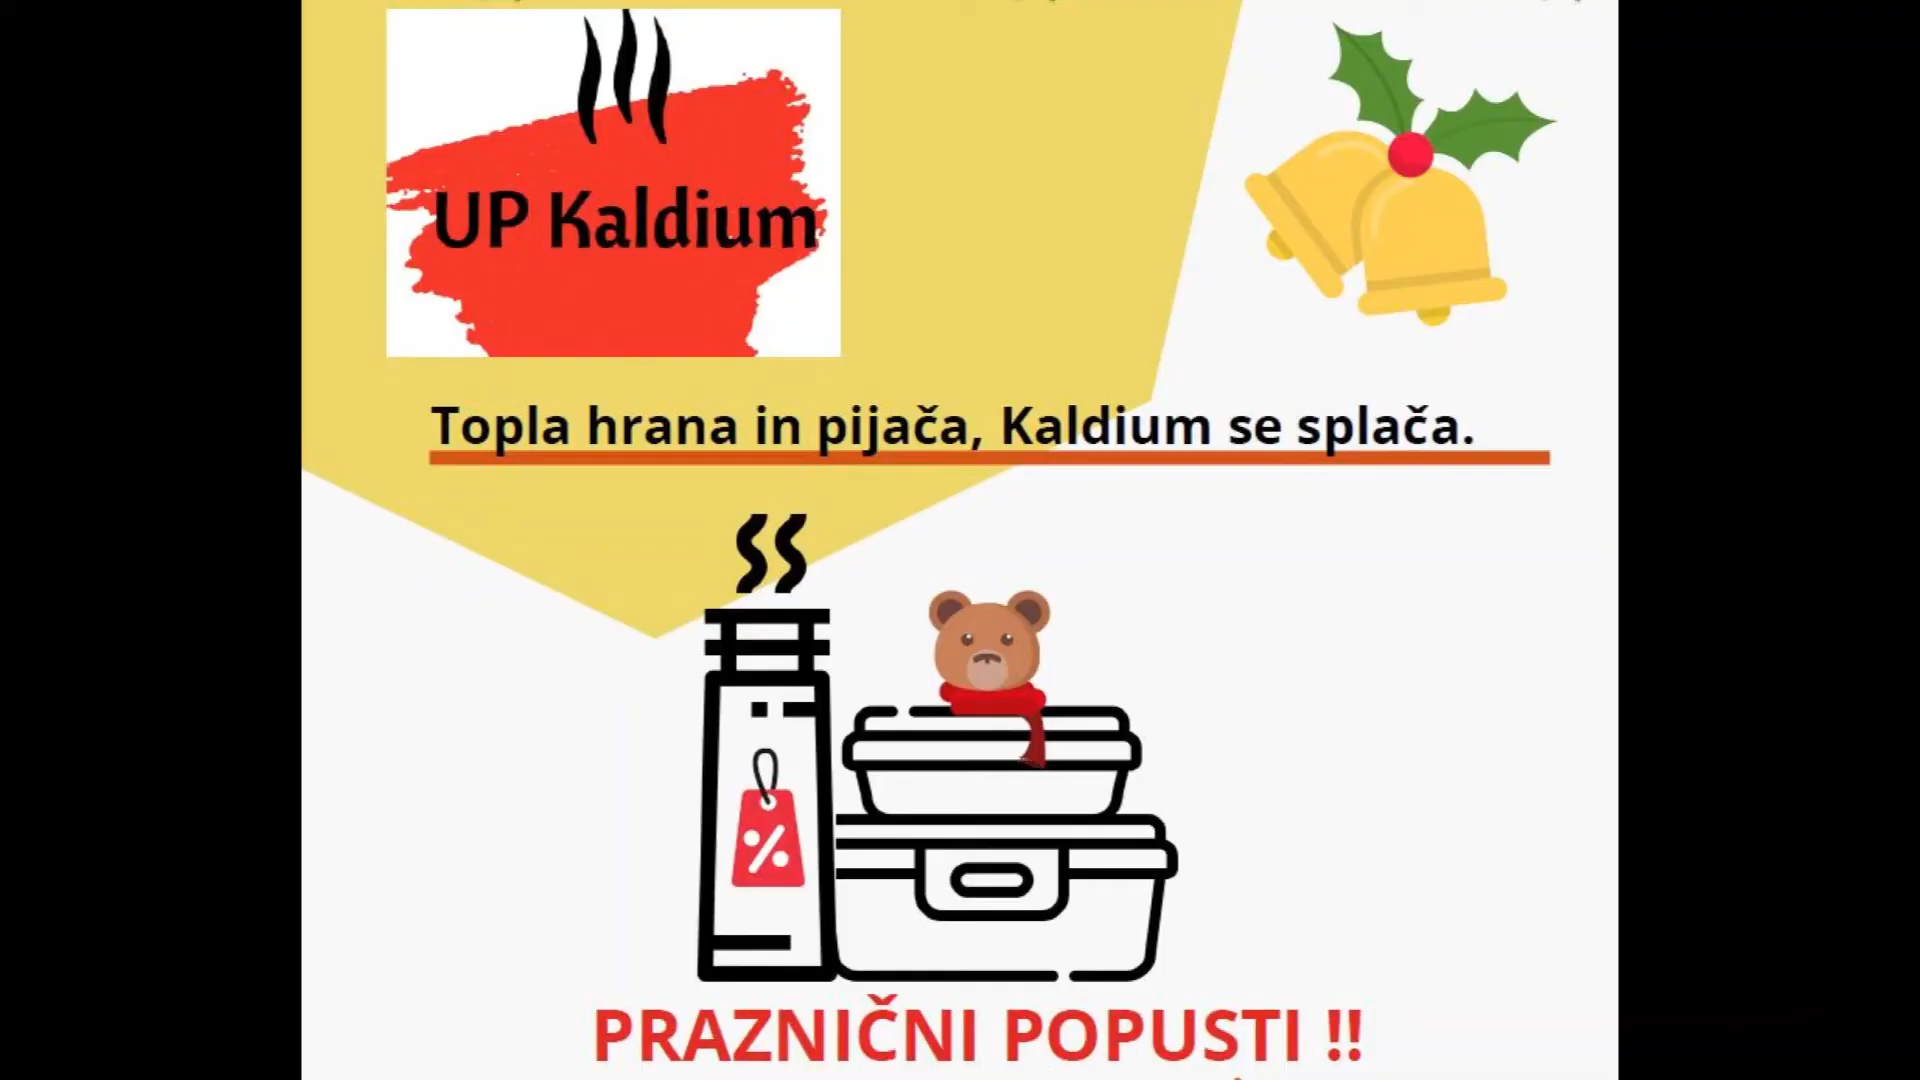 UP Kaldium
Topla hrana in pijača, Kaldium se splača.
%
PRAZNIČNI POPUSTI !!